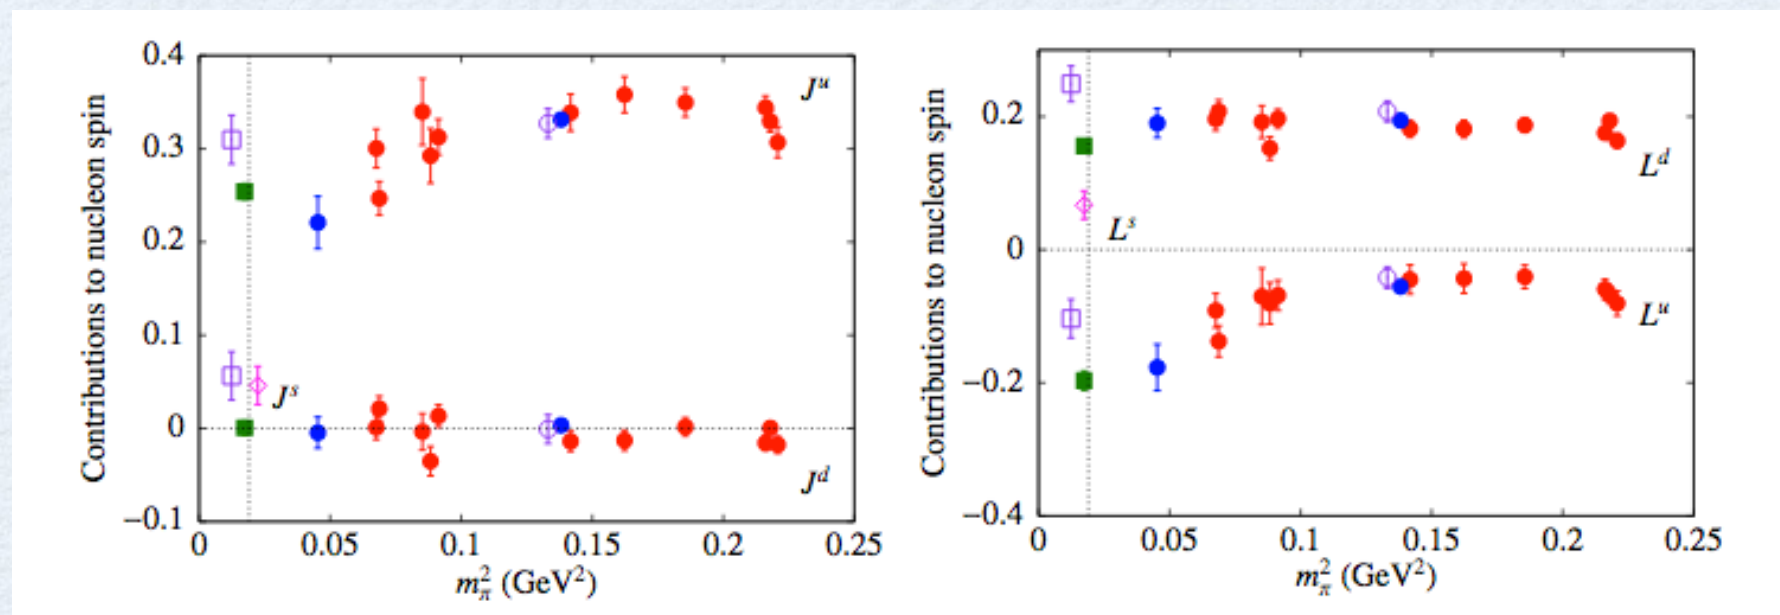 Contributions to nucleon spin
0.4
0.3
0.2
0.1
0
−0.1
J^u
J^s
J^d
0 0.05 0.1 0.15 0.2 0.25
m_π^2 (GeV^2)
Contributions to nucleon spin
0.2
0
−0.2
−0.4
L^d
L^s
L^u
0 0.05 0.1 0.15 0.2 0.25
m_π^2 (GeV^2)